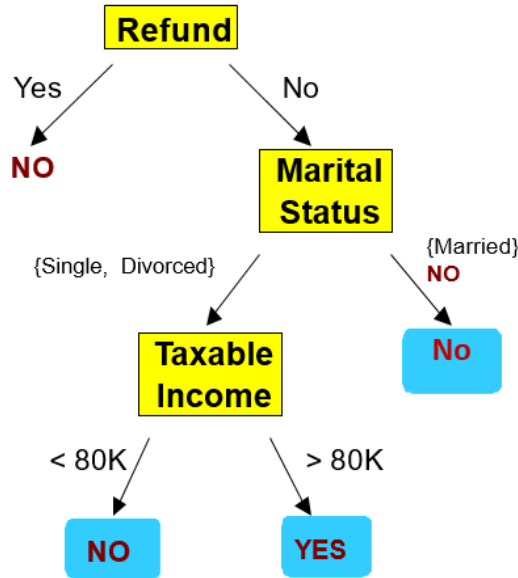 Refund
Yes
No
NO
Marital
Status
{Single, Divorced}
{Married}
NO
No
Taxable
Income
< 80K
> 80K
NO
YES